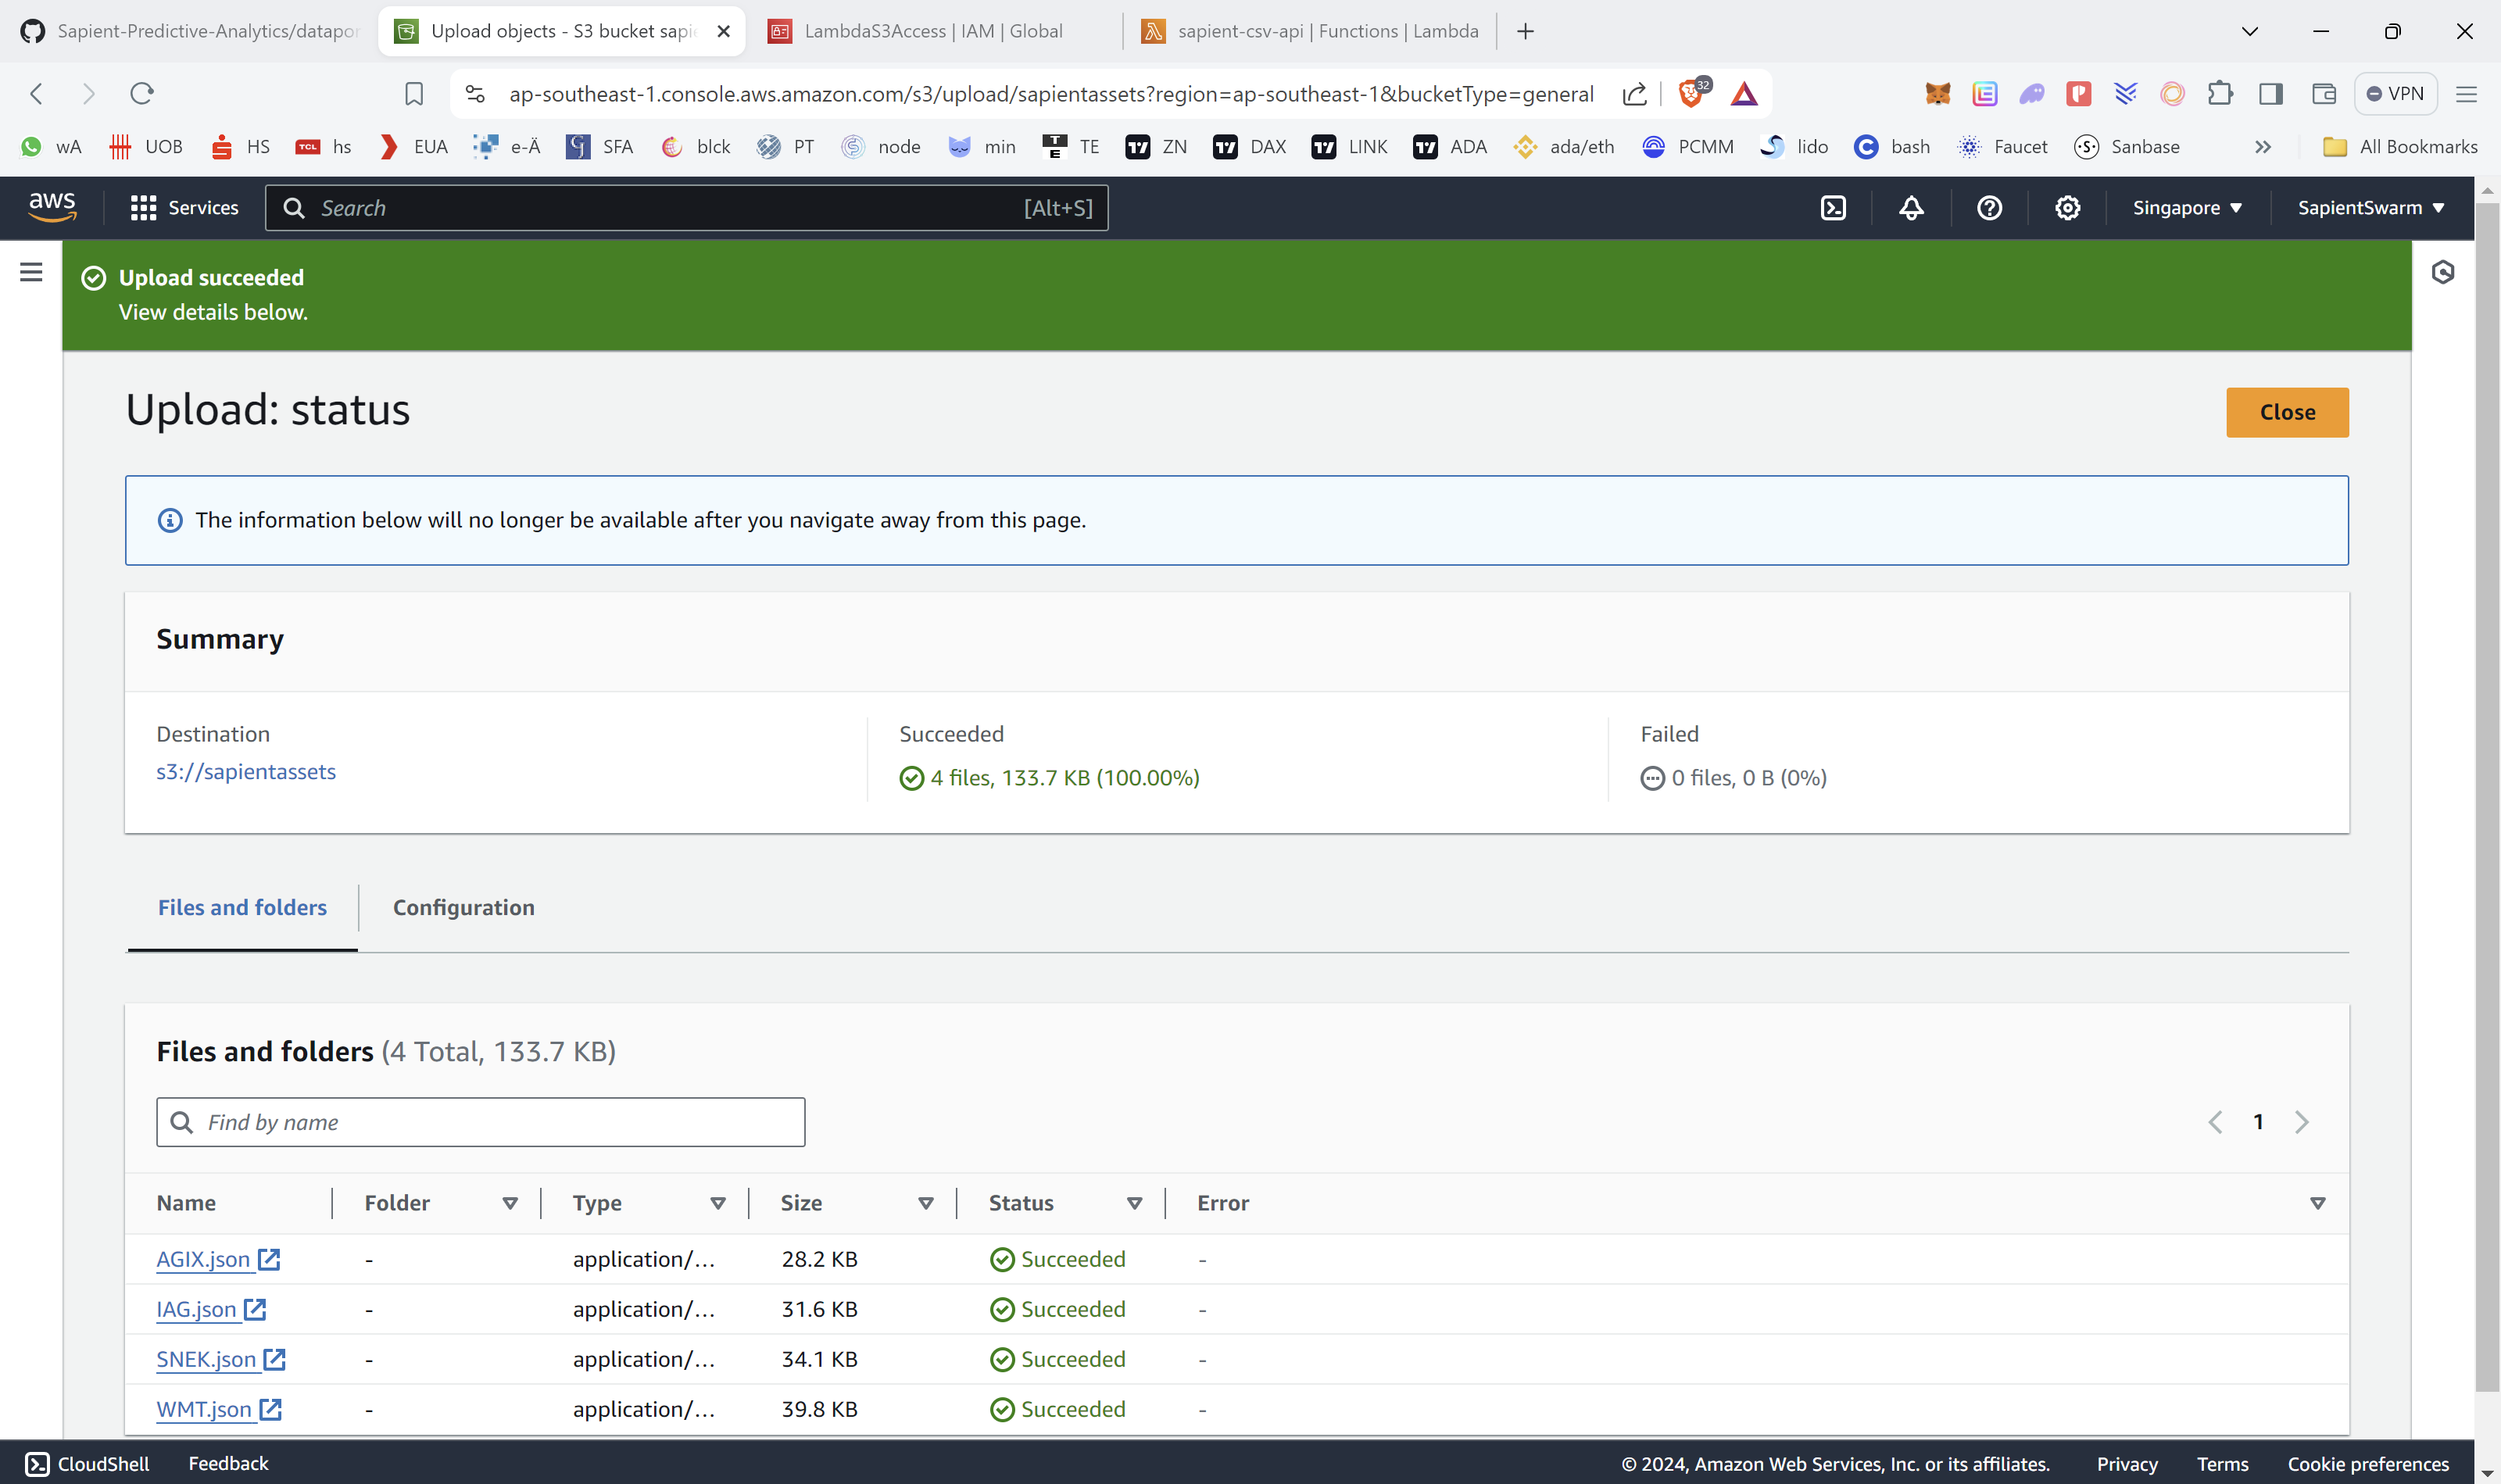 Sapient-Predictive-Analytics/datapor
Upload objects - S3 bucket sapi
LambdaS3Access | IAM | Global
sapient-csv-api | Functions | Lambda
ap-southeast-1.console.aws.amazon.com/s3/upload/sapientassets?region=ap-southeast-1&bucketType=general
32
VPN
wA
UOB
HS
TCL
hs
EUA
e-Ä
SFA
blck
PT
node
min
TE
ZN
DAX
LINK
ADA
ada/eth
PCMM
lido
bash
Faucet
Sanbase
All Bookmarks
aws
Services
Search
[Alt+S]
Singapore
SapientSwarm
Upload succeeded
View details below.
Upload: status
Close
The information below will no longer be available after you navigate away from this page.
Summary
Destination
s3://sapientassets
Succeeded
4 files, 133.7 KB (100.00%)
Failed
0 files, 0 B (0%)
Files and folders
Configuration
Files and folders (4 Total, 133.7 KB)
Find by name
1
Name Folder Type Size Status Error
AGIX.json - application/... 28.2 KB Succeeded -
IAG.json - application/... 31.6 KB Succeeded -
SNEK.json - application/... 34.1 KB Succeeded -
WMT.json - application/... 39.8 KB Succeeded -
CloudShell
Feedback
© 2024, Amazon Web Services, Inc. or its affiliates.
Privacy
Terms
Cookie preferences